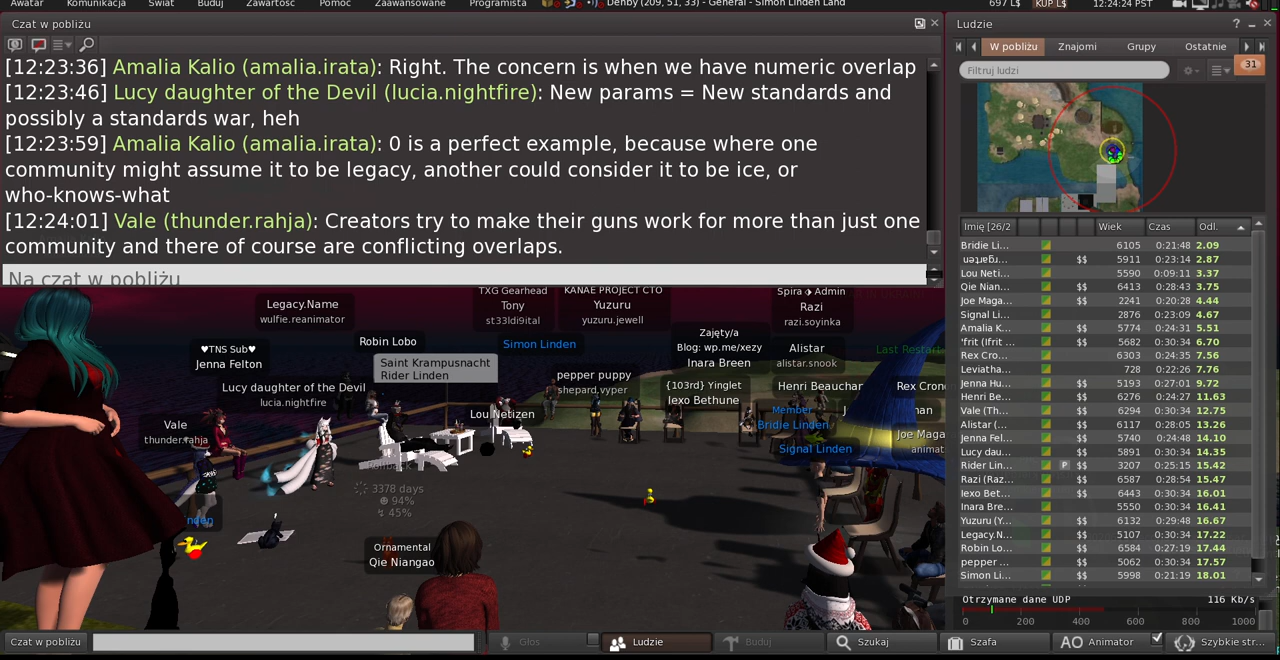 Awatar Komunikacja Świat Buduj Zawartość Pomoc Zaawansowane Programista Denby (209, 51, 33) - General - Simon Linden Land 697 L$ KUP L$ 12:24:24 PST
Czat w pobliżu
[12:23:36] Amalia Kalio (amalia.irata): Right. The concern is when we have numeric overlap
[12:23:46] Lucy daughter of the Devil (lucia.nightfire): New params = New standards and
possibly a standards war, heh
[12:23:59] Amalia Kalio (amalia.irata): 0 is a perfect example, because where one
community might assume it to be legacy, another could consider it to be ice, or
who-knows-what
[12:24:01] Vale (thunder.rahja): Creators try to make their guns work for more than just one
community and there of course are conflicting overlaps.
Na czat w pobliżu
Legacy.Name
wulfie.reanimator
TXG Gearhead
Tony
st33ldi9ital
KANAE PROJECT CTO
Yuzuru
yuzuru.jewell
Spira Admin
Razi
razi.soyinka
♥TNS Sub♥
Jenna Felton
Robin Lobo
Simon Linden
Saint Krampusnacht
Rider Linden
Zajęty/a
Blog: wp.me/xezy
Inara Breen
Alistar
alistar.snook
Last Restart
Lucy daughter of the Devil
lucia.nightfire
pepper puppy
shepard.vyper
{103rd} Yinglet
Iexo Bethune
Henri Beauchar
Rex Cron
Vale
thunder.rahja
Lou Netizen
Member
Bridie Linden
Signal Linden
man
Joe Maga
amat
3378 days
94%
45%
nden
Ornamental
Qie Niangao
Ludzie
? _ ×
W pobliżu Znajomi Grupy Ostatnie
31
Filtruj ludzi
Imię [26/2 Wiek Czas Odl.
Bridie Li... 6105 0:21:48 2.09
$$ 5911 0:23:14 2.87
Lou Neti... 5590 0:09:11 3.37
Qie Nian... $$ 6413 0:28:43 3.75
Joe Maga... $$ 2241 0:20:28 4.44
Signal Li... 2876 0:23:09 4.67
Amalia K... $$ 5774 0:24:31 5.51
'frit (Ifrit ... $$ 5682 0:30:34 6.70
Rex Cro... 6303 0:24:35 7.56
Leviatha... 728 0:22:26 7.76
Jenna Hu... $$ 5193 0:27:01 9.72
Henri Be... $$ 6276 0:24:27 11.63
Vale (Th... $$ 6294 0:30:34 12.75
Alistar (... $$ 6117 0:28:05 13.26
Jenna Fel... $$ 5740 0:24:48 14.10
Lucy dau... $$ 5891 0:30:34 14.35
Rider Lin... P $$ 3207 0:25:15 15.42
Razi (Raz... $$ 6587 0:28:54 15.47
Iexo Bet... $$ 6443 0:30:34 16.01
Inara Bre... 5550 0:30:34 16.41
Yuzuru (Y... $$ 6132 0:29:48 16.67
Legacy.N... $$ 5107 0:30:34 17.22
Robin Lo... $$ 6584 0:27:19 17.44
pepper ... $$ 5062 0:30:34 17.57
Simon Li... $$ 5998 0:21:19 18.01
Otrzymane dane UDP 116 Kb/s
0 200 400 600 800 1000
Czat w pobliżu Głos Ludzie Buduj Szukaj Szafa AO Animator Szybkie str...